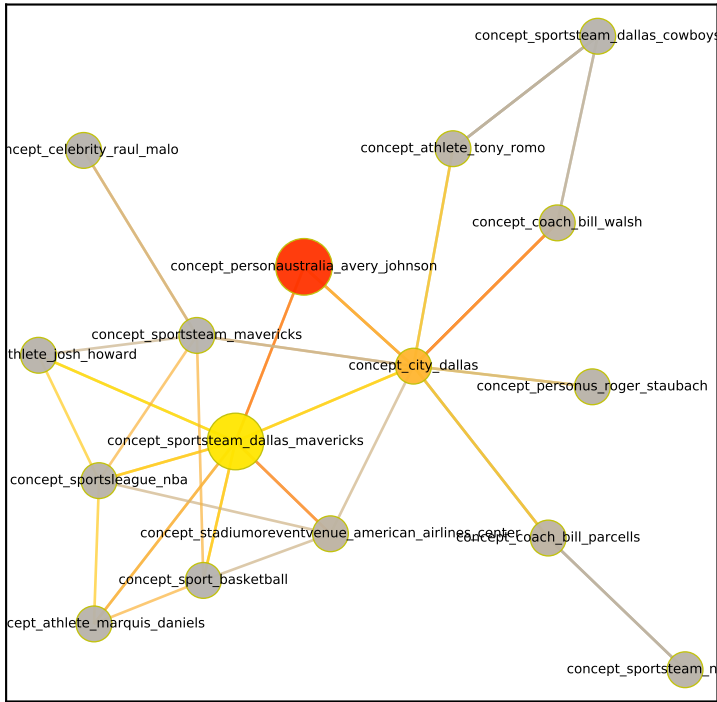 concept_sportsteam_dallas_cowboys
concept_athlete_tony_romo
ncept_celebrity_raul_malo
concept_coach_bill_walsh
concept_personaustralia_avery_johnson
concept_sportsteam_mavericks
thlete_josh_howard
concept_city_dallas
concept_personus_roger_staubach
concept_sportsteam_dallas_mavericks
concept_sportsleague_nba
concept_stadiumoreventvenue_american_airlines_center
concept_coach_bill_parcells
concept_sport_basketball
cept_athlete_marquis_daniels
concept_sportsteam_n